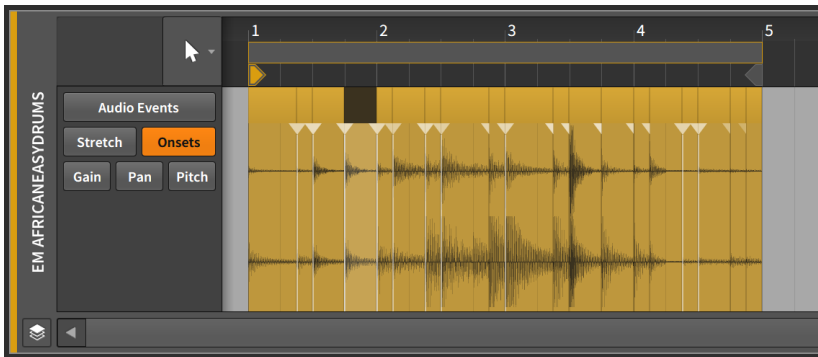 1 2 3 4 5
EM AFRICANEASYDRUMS
Audio Events
Stretch Onsets
Gain Pan Pitch